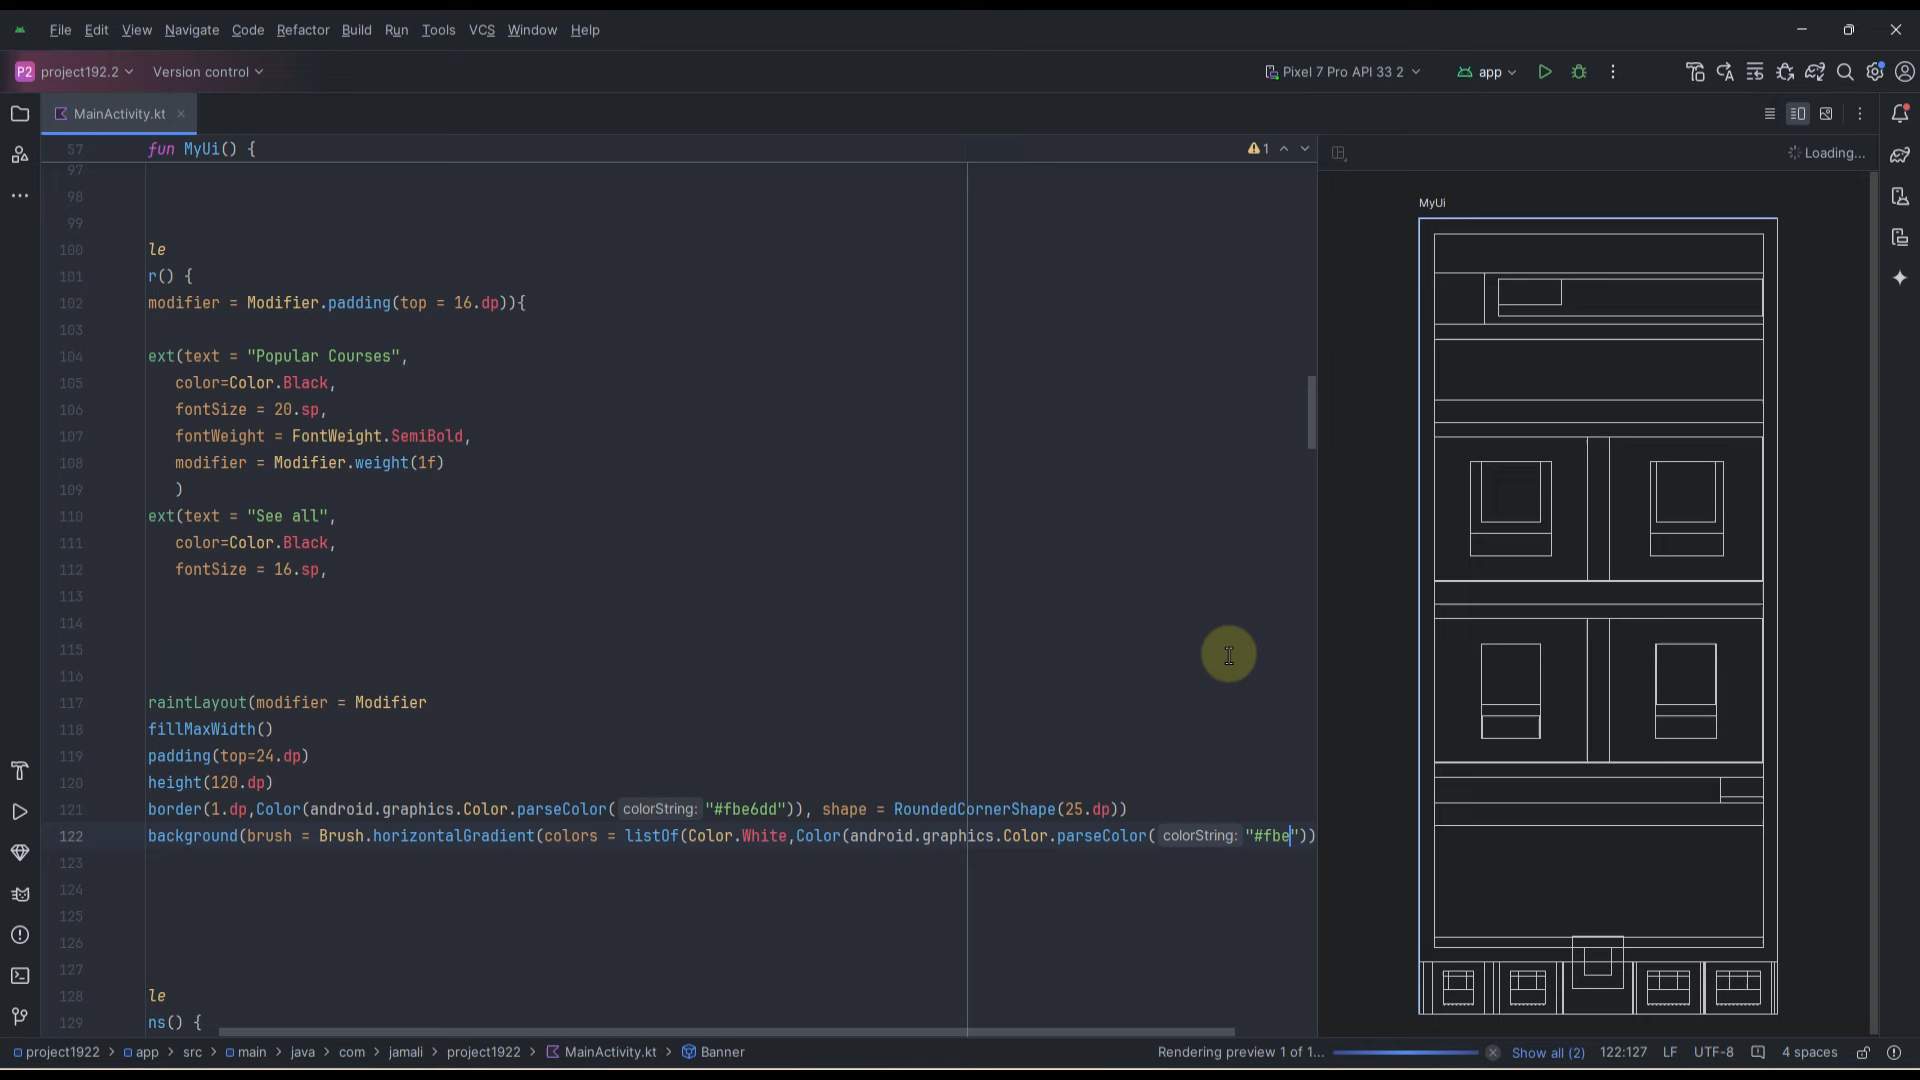 File Edit View Navigate Code Refactor Build Run Tools VCS Window Help
P2 project192.2 Version control Pixel 7 Pro API 33 2 app
MainActivity.kt
57 fun MyUi() { 1 Loading...
97
98
99
100 le
101 r() {
102 modifier = Modifier.padding(top = 16.dp)){
103
104 ext(text = "Popular Courses",
105 color=Color.Black,
106 fontSize = 20.sp,
107 fontWeight = FontWeight.SemiBold,
108 modifier = Modifier.weight(1f)
109 )
110 ext(text = "See all",
111 color=Color.Black,
112 fontSize = 16.sp,
113
114
115
116
117 raintLayout(modifier = Modifier
118 fillMaxWidth()
119 padding(top=24.dp)
120 height(120.dp)
121 border(1.dp,Color(android.graphics.Color.parseColor( colorString: "#fbe6dd")), shape = RoundedCornerShape(25.dp))
122 background(brush = Brush.horizontalGradient(colors = listOf(Color.White,Color(android.graphics.Color.parseColor( colorString: "#fbe"))
123
124
125
126
127
128 le
129 ns() {
MyUi
project1922 > app > src > main > java > com > jamali > project1922 > MainActivity.kt > Banner Rendering preview 1 of 1... Show all (2) 122:127 LF UTF-8 4 spaces